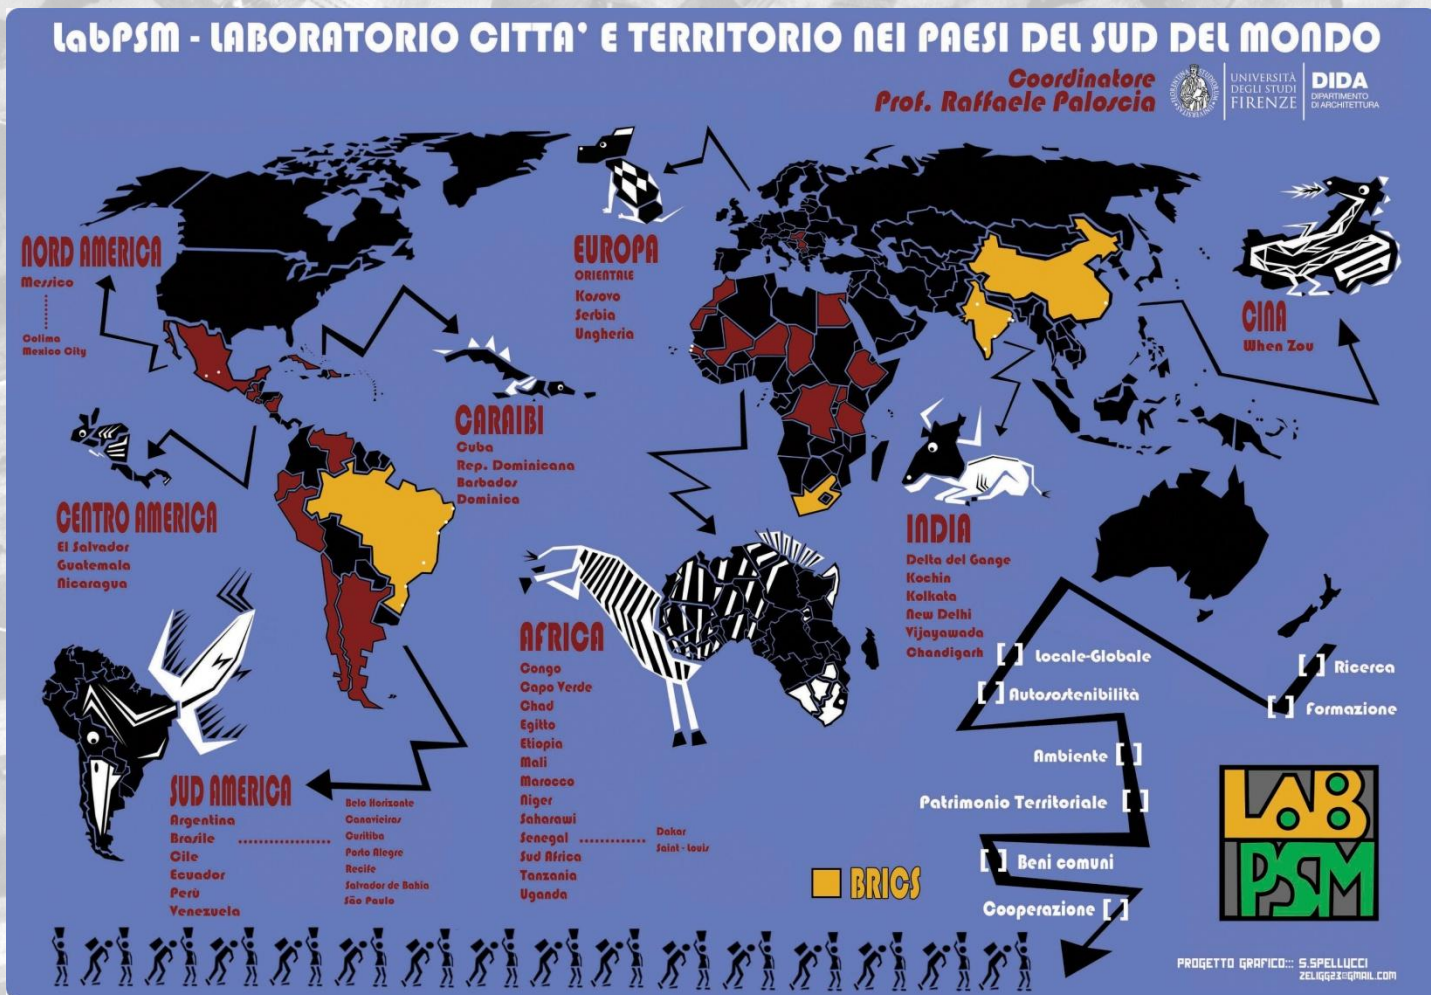 LabPSM - LABORATORIO CITTA' E TERRITORIO NEI PAESI DEL SUD DEL MONDO
Coordinatore
Prof. Raffaele Paloscia
UNIVERSITÀ
DEGLI STUDI
FIRENZE
DIDA
DIPARTIMENTO
DI ARCHITETTURA
NORD AMERICA
Messico
Colima
Mexico City
EUROPA
ORIENTALE
Kosovo
Serbia
Ungheria
CINA
When Zou
CARAIBI
Cuba
Rep. Dominicana
Barbados
Dominica
CENTRO AMERICA
El Salvador
Guatemala
Nicaragua
INDIA
Delta del Gange
Kochin
Kolkata
New Delhi
Vijayawada
Chandigarh
AFRICA
Congo
Capo Verde
Chad
Egitto
Etiopia
Mali
Marocco
Niger
Saharawi
Senegal ............. Dakar
Saint - Louis
Sud Africa
Tanzania
Uganda
SUD AMERICA
Argentina
Brasile ..................
Cile
Ecuador
Perù
Venezuela
Belo Horizonte
Canavieiras
Curitiba
Porto Alegre
Recife
Salvador de Bahia
São Paulo
[ ] Locale-Globale
[ ] Autosostenibilità
Ambiente [ ]
Patrimonio Territoriale [ ]
[ ] Beni comuni
Cooperazione [ ]
[ ] Ricerca
[ ] Formazione
BRICS
LAB
PSM
PROGETTO GRAFICO::: S.SPELLUCCI
ZELIGG23@GMAIL.COM